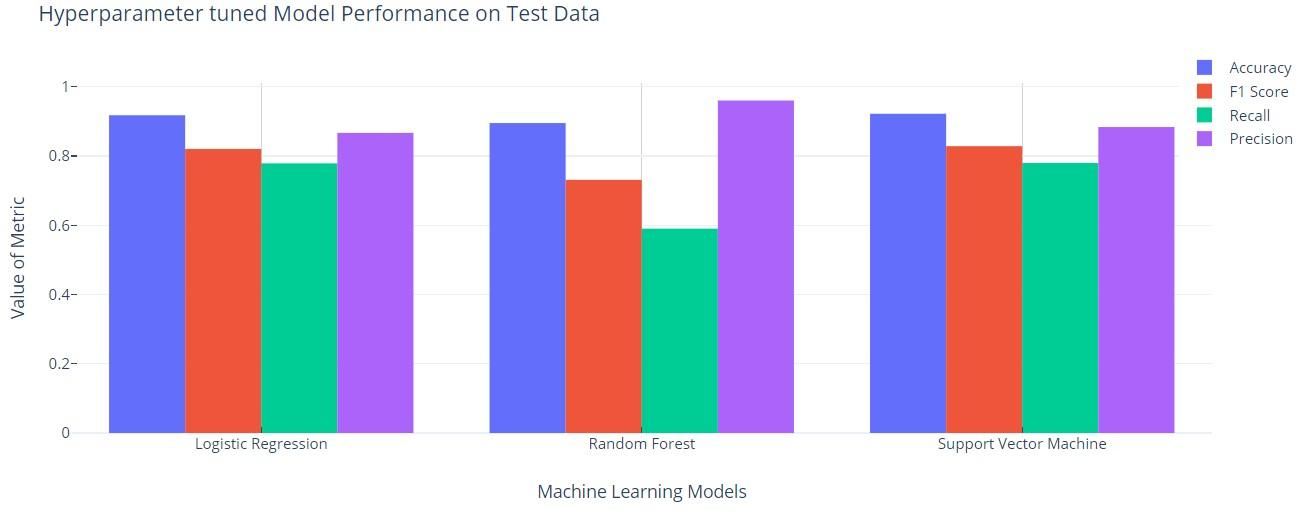 Hyperparameter tuned Model Performance on Test Data
Accuracy
F1 Score
Recall
Precision
Value of Metric
1
0.8
0.6
0.4
0.2
0
Logistic Regression
Random Forest
Support Vector Machine
Machine Learning Models